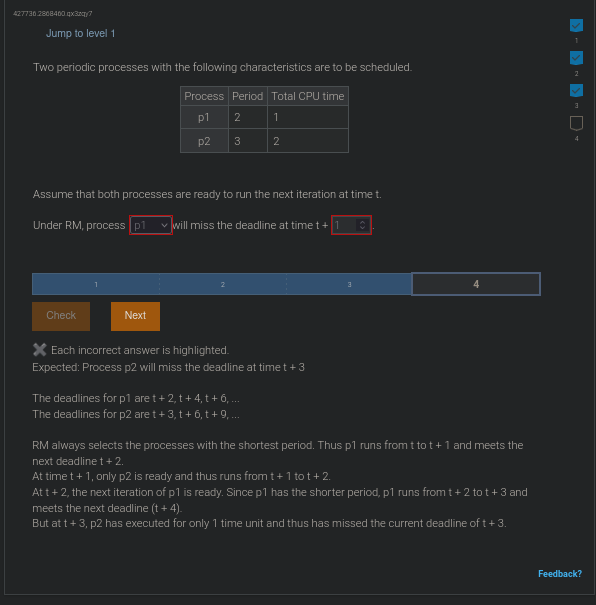 427736.2868460.qx3zqy7
Jump to level 1
1
2
3
4
Two periodic processes with the following characteristics are to be scheduled.
Process Period Total CPU time
p1 2 1
p2 3 2
Assume that both processes are ready to run the next iteration at time t.
Under RM, process p1 will miss the deadline at time t + 1 .
1 2 3 4
Check Next
Each incorrect answer is highlighted.
Expected: Process p2 will miss the deadline at time t + 3
The deadlines for p1 are t + 2, t + 4, t + 6, ...
The deadlines for p2 are t + 3, t + 6, t + 9, ...
RM always selects the processes with the shortest period. Thus p1 runs from t to t + 1 and meets the
next deadline t + 2.
At time t + 1, only p2 is ready and thus runs from t + 1 to t + 2.
At t + 2, the next iteration of p1 is ready. Since p1 has the shorter period, p1 runs from t + 2 to t + 3 and
meets the next deadline (t + 4).
But at t + 3, p2 has executed for only 1 time unit and thus has missed the current deadline of t + 3.
Feedback?